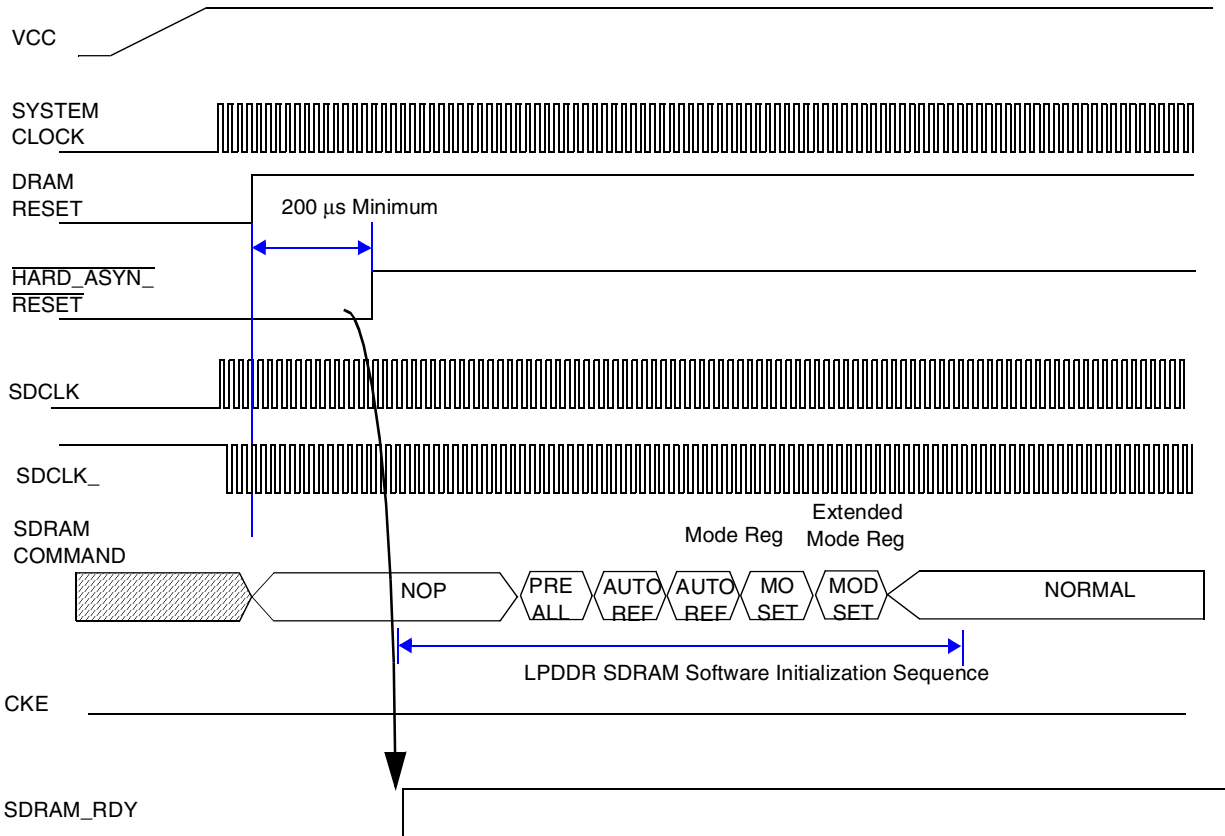 VCC
SYSTEM
CLOCK
DRAM
RESET
200 μs Minimum
HARD_ASYN_
RESET
SDCLK
SDCLK_
SDRAM
COMMAND
Mode Reg
Extended
Mode Reg
NOP
PRE
ALL
AUTO
REF
AUTO
REF
MO
SET
MOD
SET
NORMAL
LPDDR SDRAM Software Initialization Sequence
CKE
SDRAM_RDY